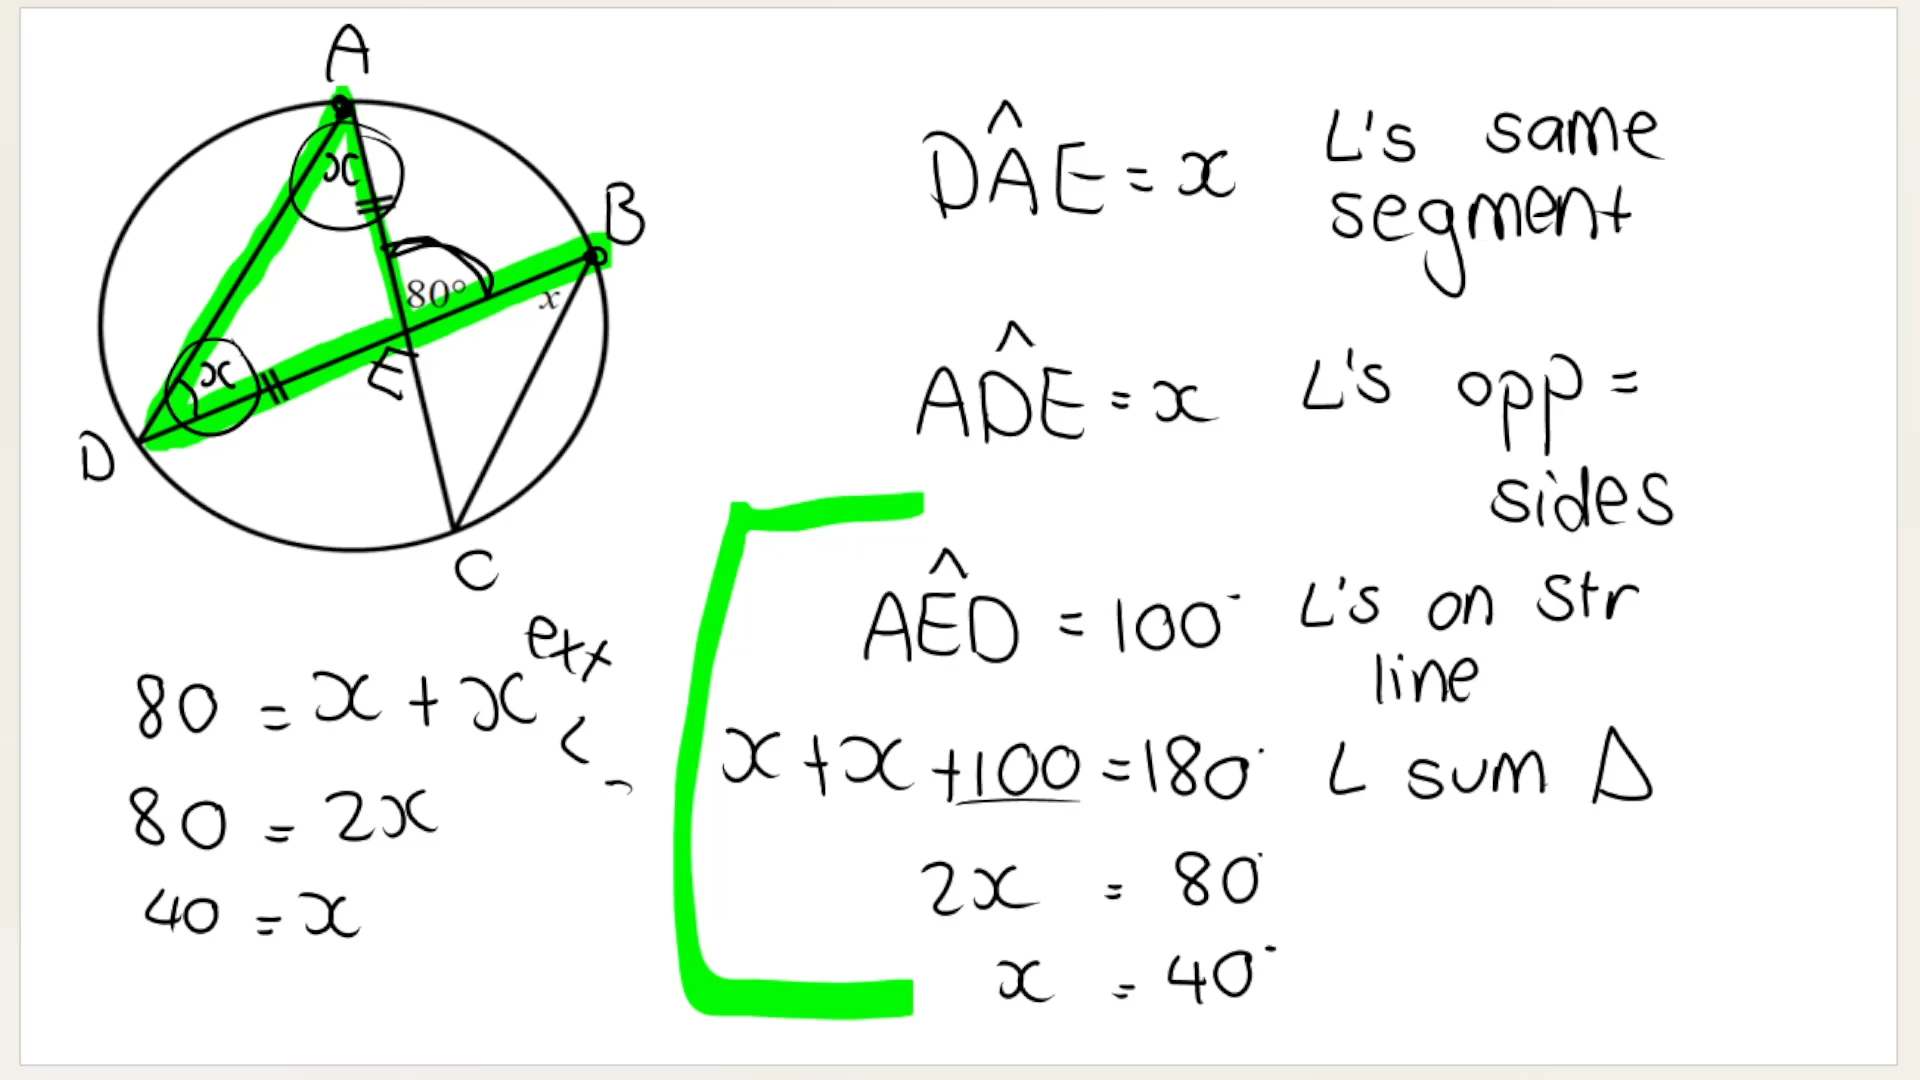 A
B
x
80°
x
E
x
D
C
DÂE = x L's same
segment
AD̂E = x L's opp =
sides
AÊD = 100° L's on str
line
x + x + 100 = 180° L sum Δ
2x = 80°
x = 40°
ext
80 = x + x <
80 = 2x
40 = x